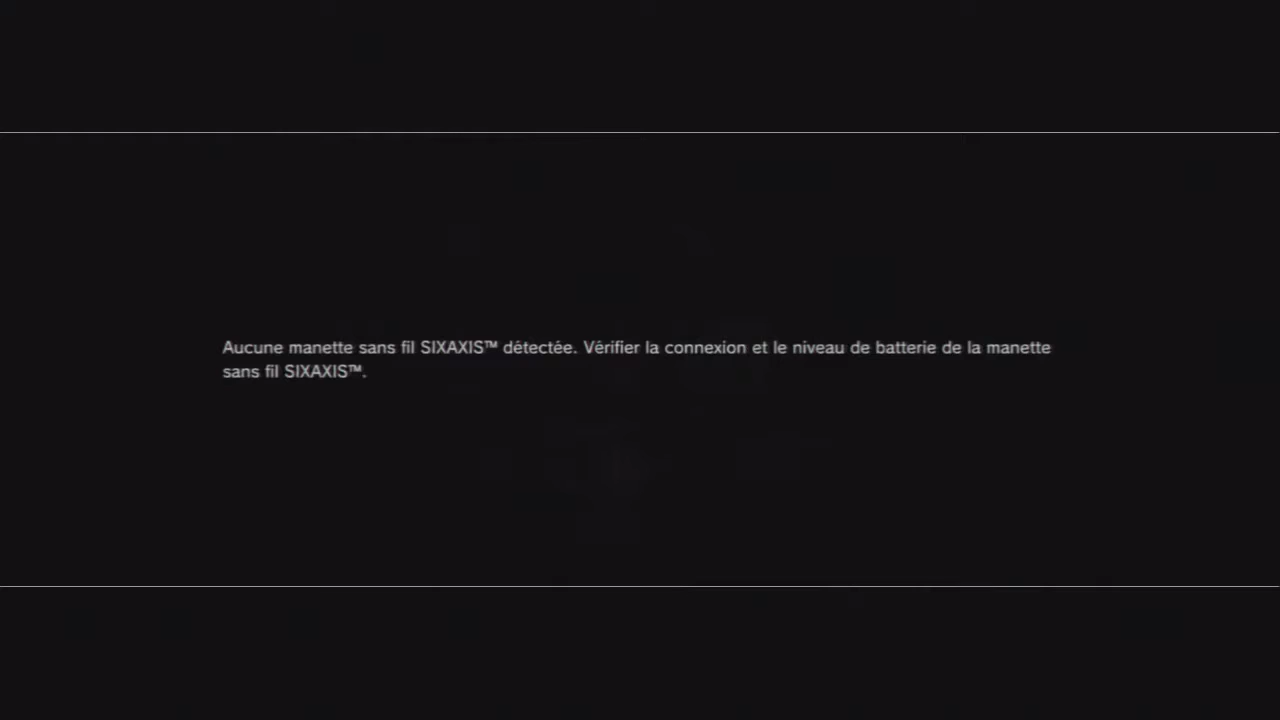 Aucune manette sans fil SIXAXIS™ détectée. Vérifier la connexion et le niveau de batterie de la manette
sans fil SIXAXIS™.